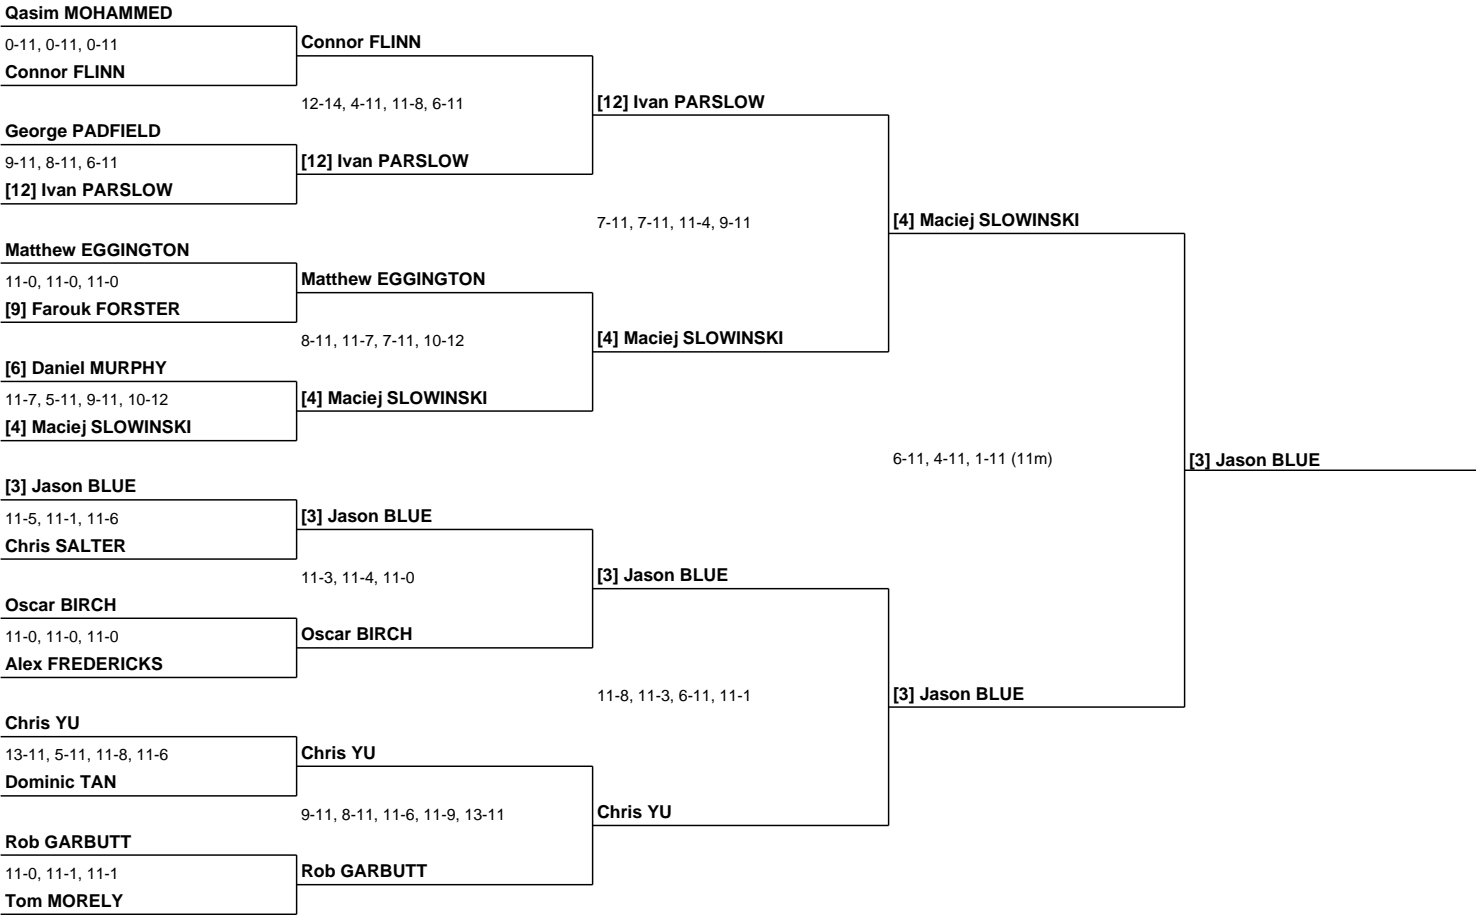 Qasim MOHAMMED
0-11, 0-11, 0-11
Connor FLINN
George PADFIELD
9-11, 8-11, 6-11
[12] Ivan PARSLOW
Matthew EGGINGTON
11-0, 11-0, 11-0
[9] Farouk FORSTER
[6] Daniel MURPHY
11-7, 5-11, 9-11, 10-12
[4] Maciej SLOWINSKI
[3] Jason BLUE
11-5, 11-1, 11-6
Chris SALTER
Oscar BIRCH
11-0, 11-0, 11-0
Alex FREDERICKS
Chris YU
13-11, 5-11, 11-8, 11-6
Dominic TAN
Rob GARBUTT
11-0, 11-1, 11-1
Tom MORELY
Connor FLINN
12-14, 4-11, 11-8, 6-11
[12] Ivan PARSLOW
Matthew EGGINGTON
8-11, 11-7, 7-11, 10-12
[4] Maciej SLOWINSKI
[3] Jason BLUE
11-3, 11-4, 11-0
Oscar BIRCH
Chris YU
9-11, 8-11, 11-6, 11-9, 13-11
Rob GARBUTT
[12] Ivan PARSLOW
7-11, 7-11, 11-4, 9-11
[4] Maciej SLOWINSKI
[3] Jason BLUE
11-8, 11-3, 6-11, 11-1
Chris YU
[4] Maciej SLOWINSKI
6-11, 4-11, 1-11 (11m)
[3] Jason BLUE
[3] Jason BLUE